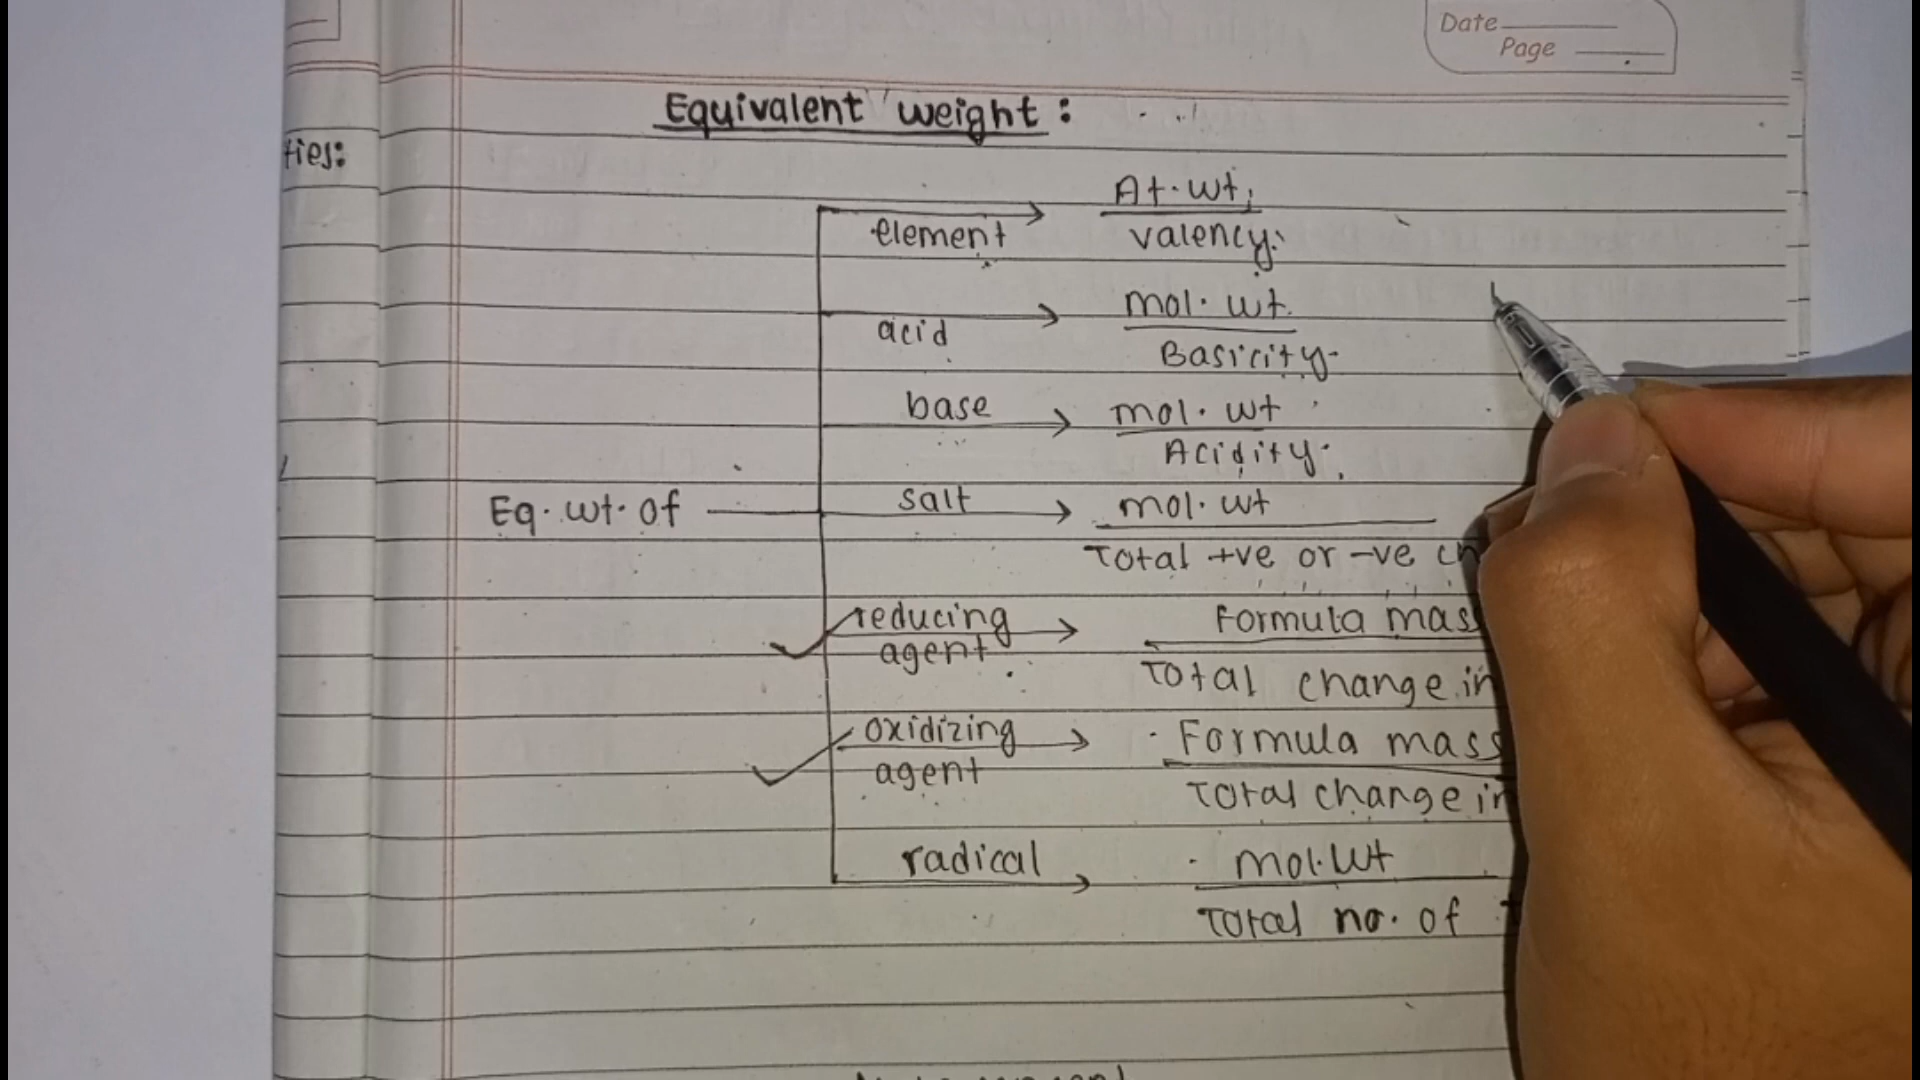 Date
Page
Equivalent weight:
ties:
At. wt.
element
valency.
mol. wt.
acid
Basicity.
base
mol. wt
Acidity.
Eq. wt. of
salt
mol. wt
Total +ve or -ve
reducing
agent
Formula mass
Total change in
oxidizing
agent
Formula mass
Total change in
radical
mol. wt
Total no. of